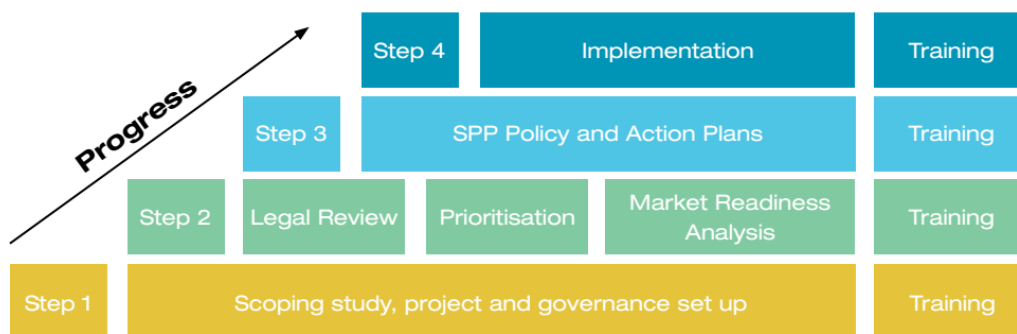 Step 4
Implementation
Training
Progress
Step 3
SPP Policy and Action Plans
Training
Step 2
Legal Review
Prioritisation
Market Readiness
Analysis
Training
Step 1
Scoping study, project and governance set up
Training